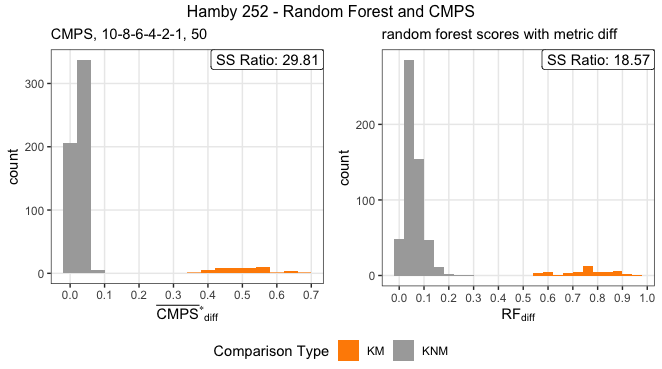 Hamby 252 - Random Forest and CMPS
CMPS, 10-8-6-4-2-1, 50
SS Ratio: 29.81
count
300
200
100
0
0.0 0.1 0.2 0.3 0.4 0.5 0.6 0.7
CMPS*diff
random forest scores with metric diff
SS Ratio: 18.57
count
200
100
0
0.0 0.1 0.2 0.3 0.4 0.5 0.6 0.7 0.8 0.9 1.0
RFdiff
Comparison Type KM KNM